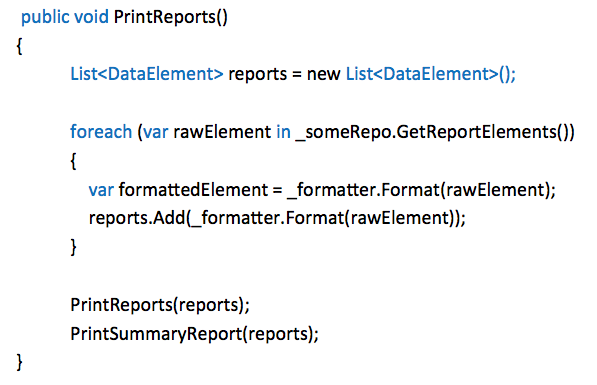 public void PrintReports()
{
List<DataElement> reports = new List<DataElement>();
foreach (var rawElement in _someRepo.GetReportElements())
{
var formattedElement = _formatter.Format(rawElement);
reports.Add(_formatter.Format(rawElement));
}
PrintReports(reports);
PrintSummaryReport(reports);
}